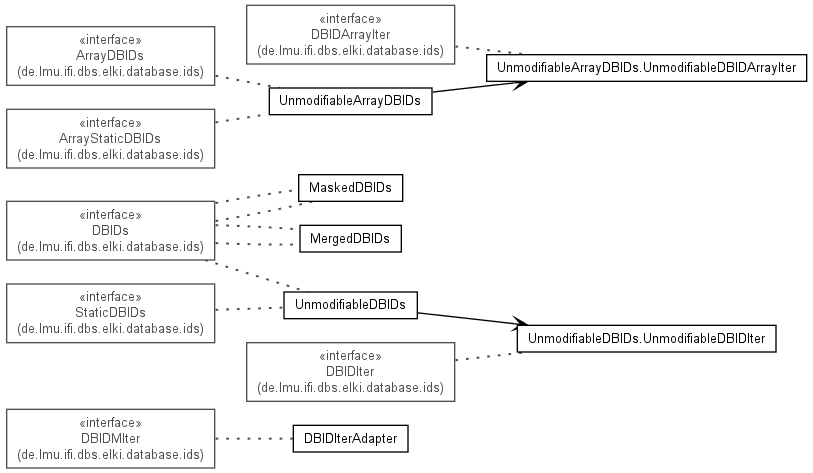 «interface»
DBIDArrayIter
(de.lmu.ifi.dbs.elki.database.ids)
«interface»
ArrayDBIDs
(de.lmu.ifi.dbs.elki.database.ids)
UnmodifiableArrayDBIDs.UnmodifiableDBIDArrayIter
UnmodifiableArrayDBIDs
«interface»
ArrayStaticDBIDs
(de.lmu.ifi.dbs.elki.database.ids)
MaskedDBIDs
«interface»
DBIDs
(de.lmu.ifi.dbs.elki.database.ids)
MergedDBIDs
«interface»
StaticDBIDs
(de.lmu.ifi.dbs.elki.database.ids)
UnmodifiableDBIDs
UnmodifiableDBIDs.UnmodifiableDBIDIter
«interface»
DBIDIter
(de.lmu.ifi.dbs.elki.database.ids)
«interface»
DBIDMIter
(de.lmu.ifi.dbs.elki.database.ids)
DBIDIterAdapter